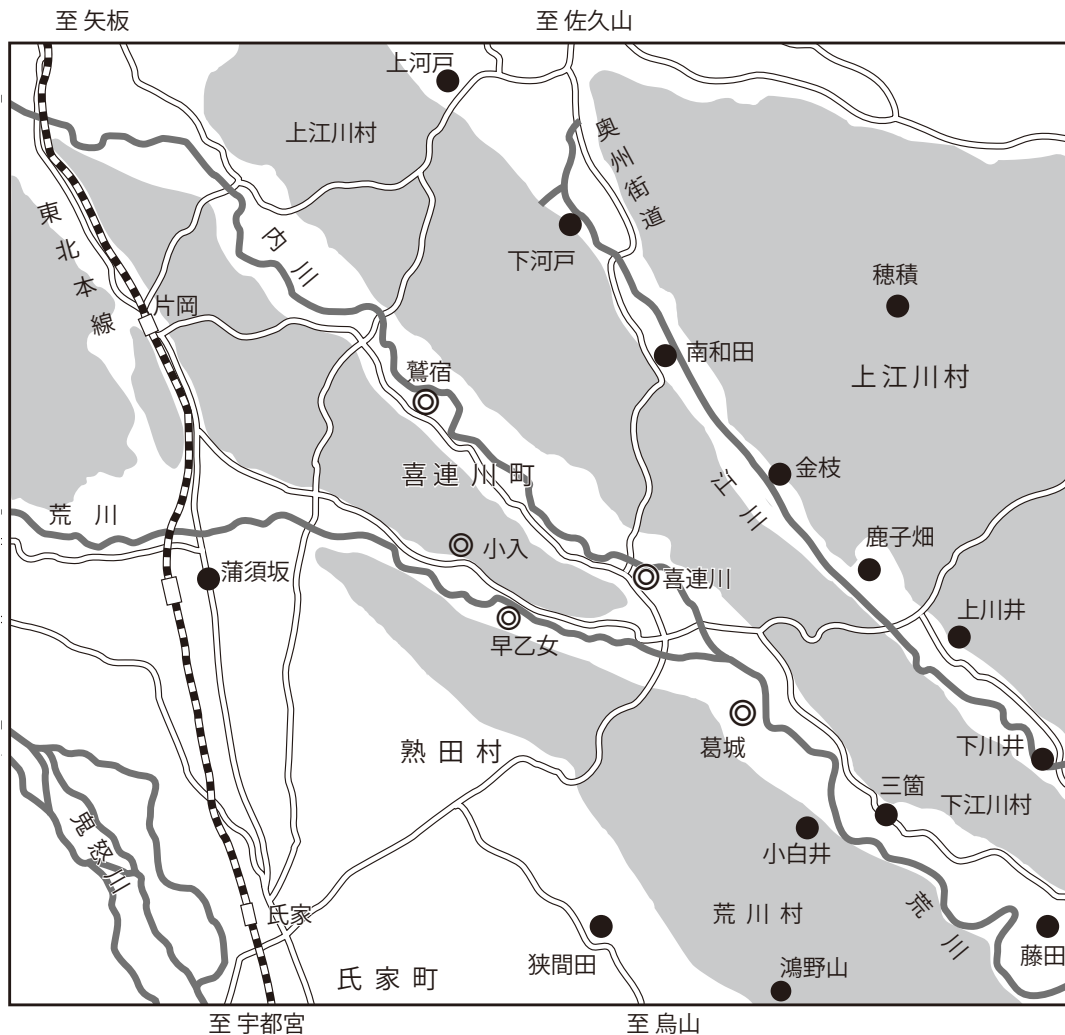 至 矢板
至 佐久山
上河戸
上江川村
奥州街道
東北本線
内川
下河戸
穂積
片岡
南和田
上江川村
鷲宿
喜連川町
金枝
江川
荒川
小入
鹿子畑
蒲須坂
喜連川
上川井
早乙女
熟田村
葛城
下川井
三箇
下江川村
鬼怒川
小白井
氏家
荒川村
荒川
狭間田
藤田
氏家町
鴻野山
至 宇都宮
至 烏山